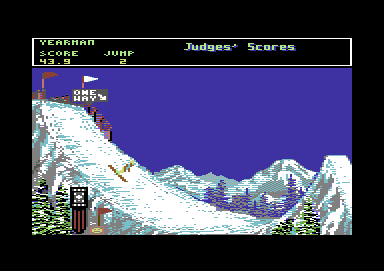 YEARMAN
Judges' Scores
SCORE JUMP
43.9 2
ONE
WAY